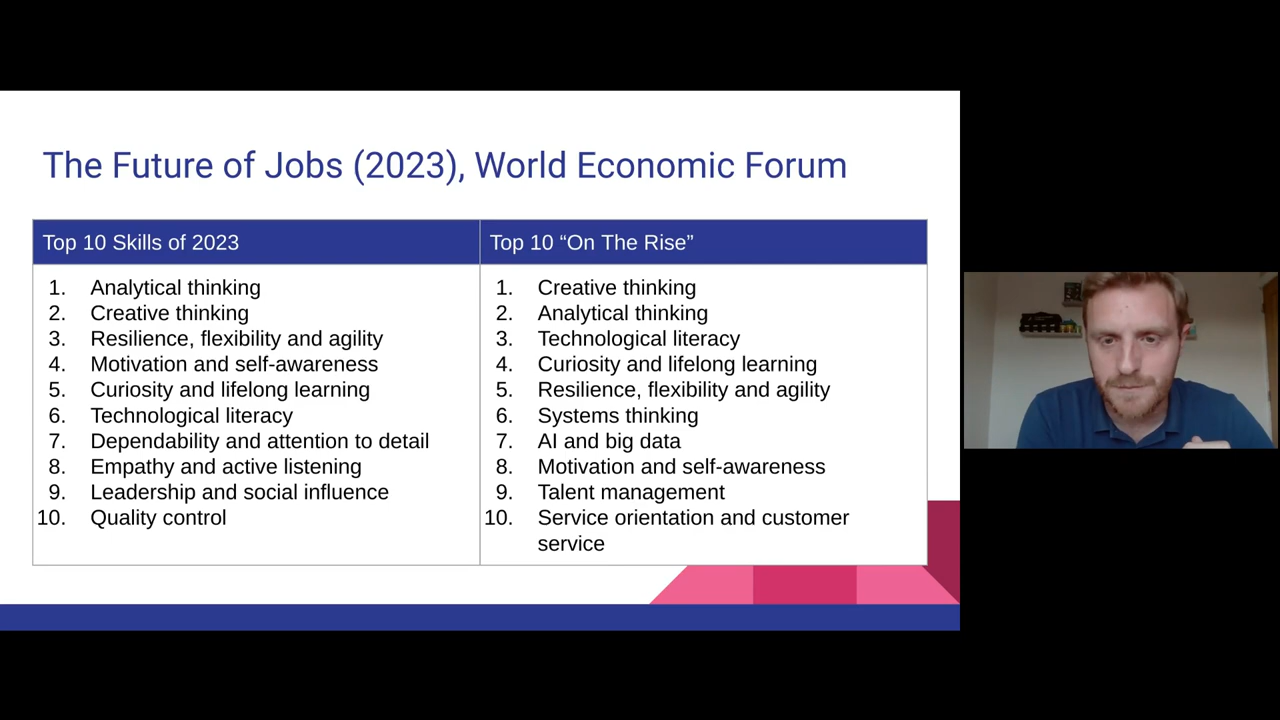 The Future of Jobs (2023), World Economic Forum
Top 10 Skills of 2023
1. Analytical thinking
2. Creative thinking
3. Resilience, flexibility and agility
4. Motivation and self-awareness
5. Curiosity and lifelong learning
6. Technological literacy
7. Dependability and attention to detail
8. Empathy and active listening
9. Leadership and social influence
10. Quality control
Top 10 “On The Rise”
1. Creative thinking
2. Analytical thinking
3. Technological literacy
4. Curiosity and lifelong learning
5. Resilience, flexibility and agility
6. Systems thinking
7. AI and big data
8. Motivation and self-awareness
9. Talent management
10. Service orientation and customer
service